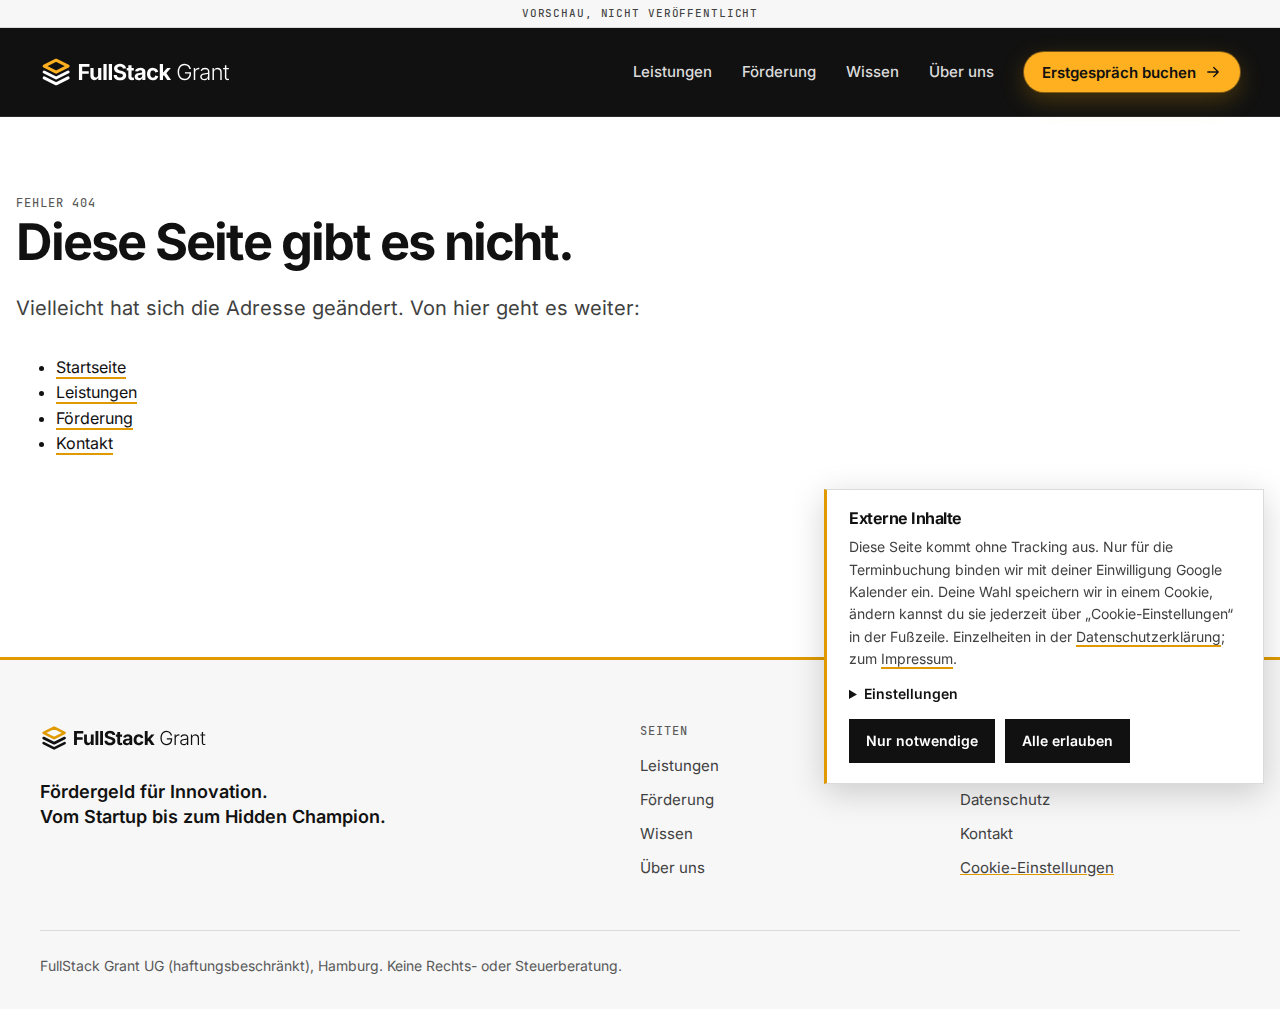 VORSCHAU, NICHT VERÖFFENTLICHT
FullStack Grant
Leistungen
Förderung
Wissen
Über uns
Erstgespräch buchen →
FEHLER 404
Diese Seite gibt es nicht.
Vielleicht hat sich die Adresse geändert. Von hier geht es weiter:
Startseite
Leistungen
Förderung
Kontakt
Externe Inhalte
Diese Seite kommt ohne Tracking aus. Nur für die
Terminbuchung binden wir mit deiner Einwilligung Google
Kalender ein. Deine Wahl speichern wir in einem Cookie,
ändern kannst du sie jederzeit über „Cookie-Einstellungen“
in der Fußzeile. Einzelheiten in der Datenschutzerklärung;
zum Impressum.
Einstellungen
Nur notwendige
Alle erlauben
FullStack Grant
Fördergeld für Innovation.
Vom Startup bis zum Hidden Champion.
SEITEN
Leistungen
Förderung
Wissen
Über uns
Datenschutz
Kontakt
Cookie-Einstellungen
FullStack Grant UG (haftungsbeschränkt), Hamburg. Keine Rechts- oder Steuerberatung.